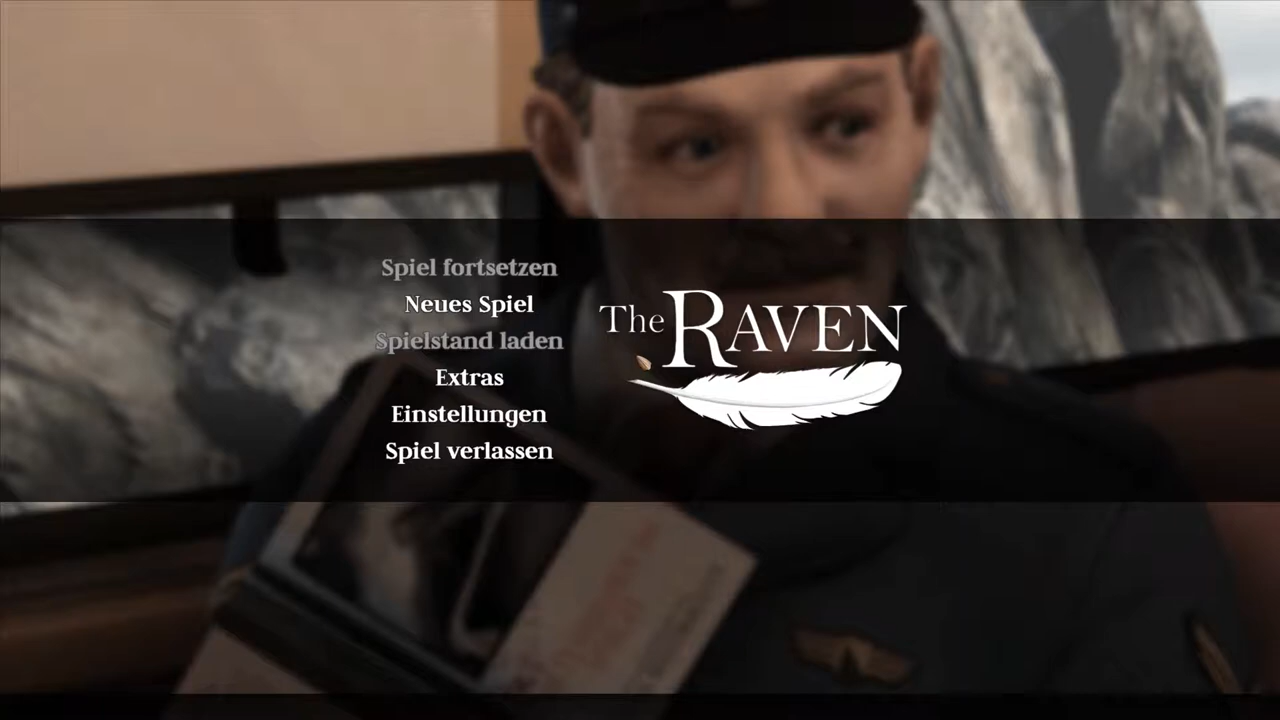 Spiel fortsetzen
Neues Spiel
Spielstand laden
Extras
Einstellungen
Spiel verlassen
The RAVEN